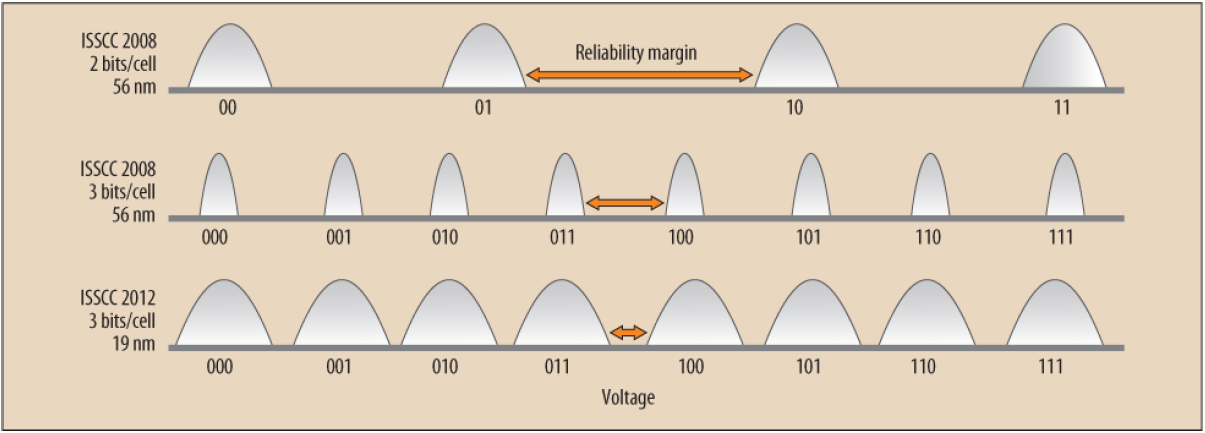 ISSCC 2008
2 bits/cell
56 nm
Reliability margin
00 01 10 11
ISSCC 2008
3 bits/cell
56 nm
000 001 010 011 100 101 110 111
ISSCC 2012
3 bits/cell
19 nm
000 001 010 011 100 101 110 111
Voltage